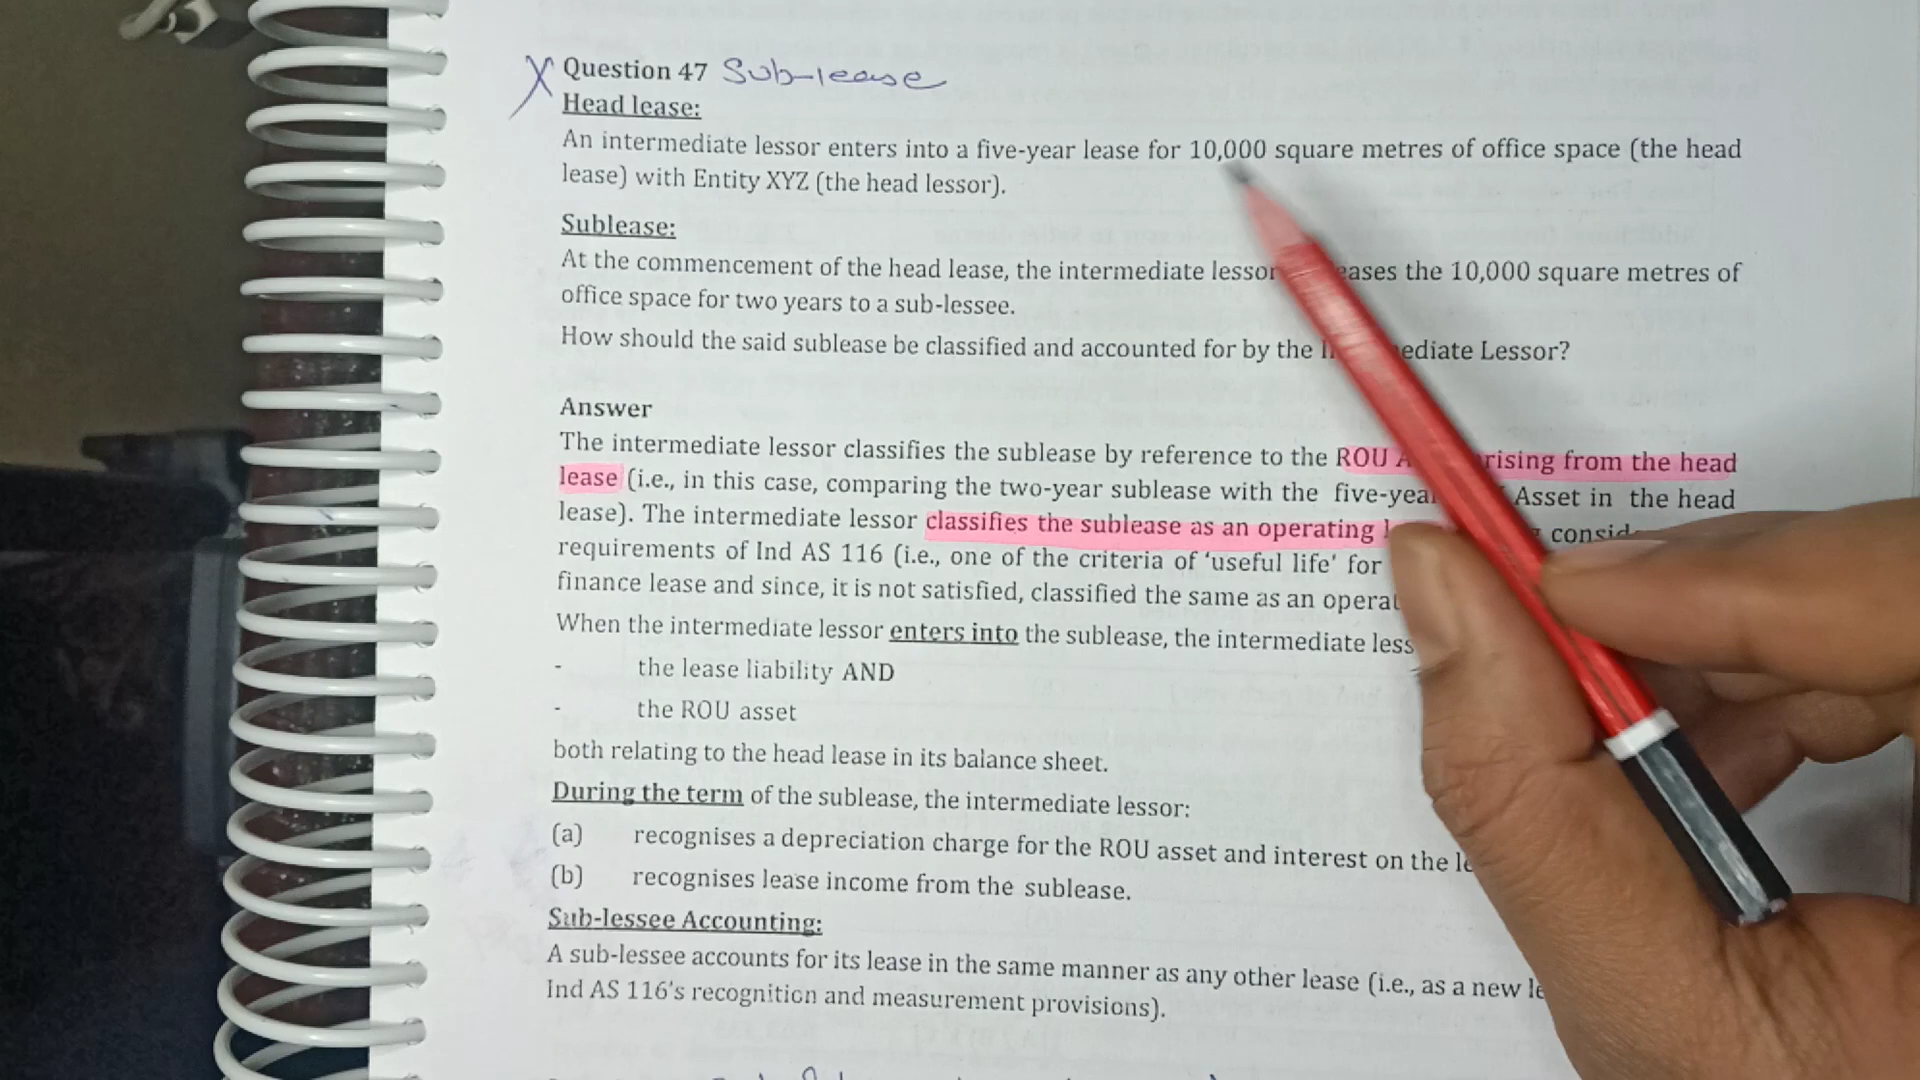 X Question 47 Sub-lease
Head lease:
An intermediate lessor enters into a five-year lease for 10,000 square metres of office space (the head
lease) with Entity XYZ (the head lessor).
Sublease:
At the commencement of the head lease, the intermediate lessor eases the 10,000 square metres of
office space for two years to a sub-lessee.
How should the said sublease be classified and accounted for by the ediate Lessor?
Answer
The intermediate lessor classifies the sublease by reference to the ROU A rising from the head
lease (i.e., in this case, comparing the two-year sublease with the five-year Asset in the head
lease). The intermediate lessor classifies the sublease as an operating
requirements of Ind AS 116 (i.e., one of the criteria of ‘useful life’ for
finance lease and since, it is not satisfied, classified the same as an operat
When the intermediate lessor enters into the sublease, the intermediate less
- the lease liability AND
- the ROU asset
both relating to the head lease in its balance sheet.
During the term of the sublease, the intermediate lessor:
(a) recognises a depreciation charge for the ROU asset and interest on the le
(b) recognises lease income from the sublease.
Sub-lessee Accounting:
A sub-lessee accounts for its lease in the same manner as any other lease (i.e., as a new le
Ind AS 116's recognition and measurement provisions).